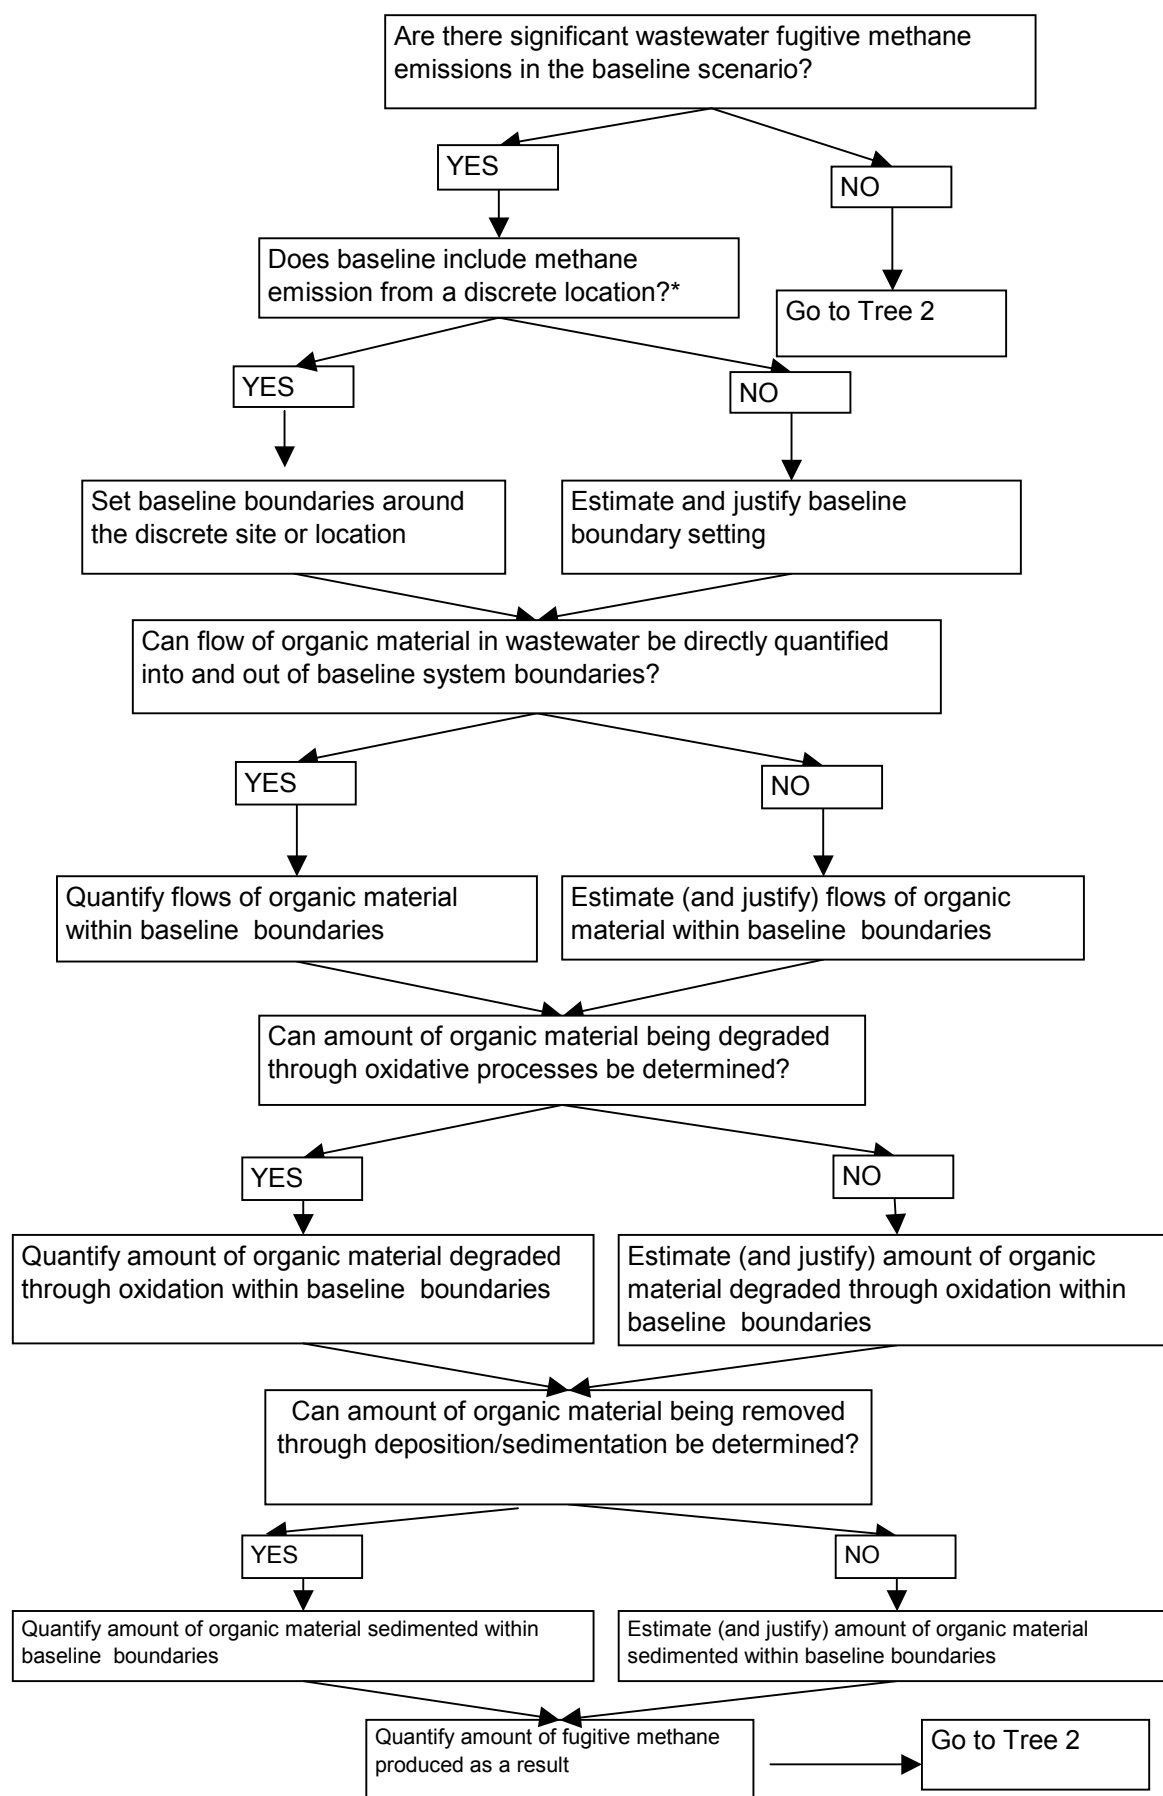 Are there significant wastewater fugitive methane
emissions in the baseline scenario?
YES
NO
Does baseline include methane
emission from a discrete location?*
Go to Tree 2
YES
NO
Set baseline boundaries around
the discrete site or location
Estimate and justify baseline
boundary setting
Can flow of organic material in wastewater be directly quantified
into and out of baseline system boundaries?
YES
NO
Quantify flows of organic material
within baseline  boundaries
Estimate (and justify) flows of organic
material within baseline  boundaries
Can amount of organic material being degraded
through oxidative processes be determined?
YES
NO
Quantify amount of organic material degraded
through oxidation within baseline  boundaries
Estimate (and justify) amount of organic
material degraded through oxidation within
baseline  boundaries
Can amount of organic material being removed
through deposition/sedimentation be determined?
YES
NO
Quantify amount of organic material sedimented within
baseline  boundaries
Estimate (and justify) amount of organic material
sedimented within baseline boundaries
Quantify amount of fugitive methane
produced as a result
Go to Tree 2